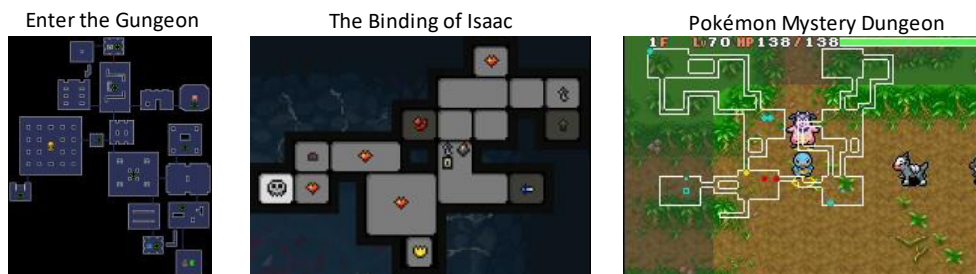 Enter the Gungeon
The Binding of Isaac
Pokémon Mystery Dungeon
1F Lv70 HP138/138